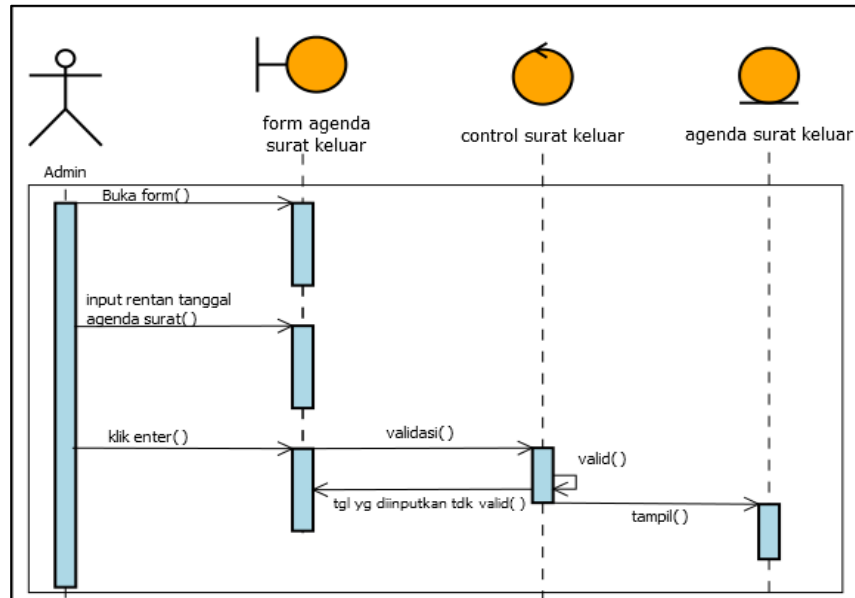 form agenda
surat keluar
control surat keluar
agenda surat keluar
Admin
Buka form( )
input rentan tanggal
agenda surat( )
klik enter( )
validasi( )
valid( )
tgl yg diinputkan tdk valid( )
tampil( )